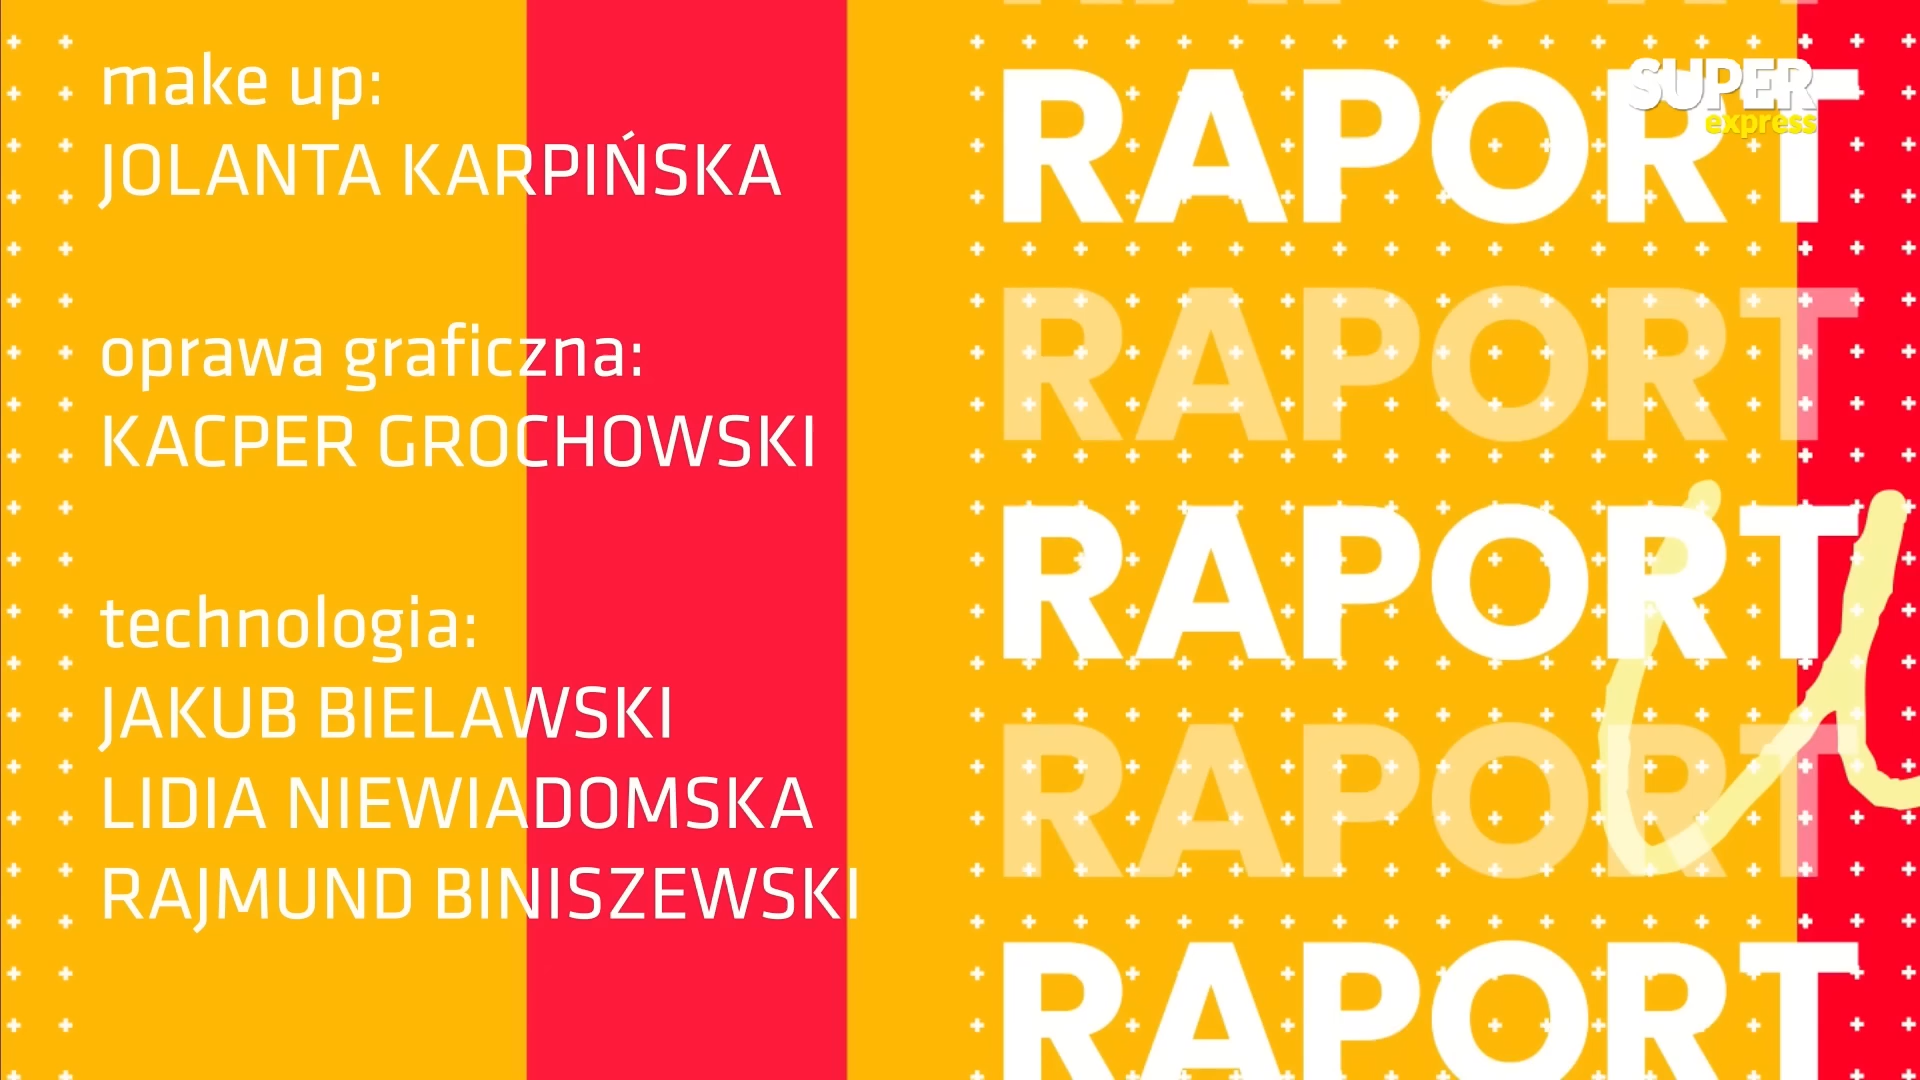 make up:
JOLANTA KARPIŃSKA
oprawa graficzna:
KACPER GROCHOWSKI
technologia:
JAKUB BIELAWSKI
LIDIA NIEWIADOMSKA
RAJMUND BINISZEWSKI
RAPORT
SUPER
express
RAPORT
RAPORT
RAPORT
RAPORT